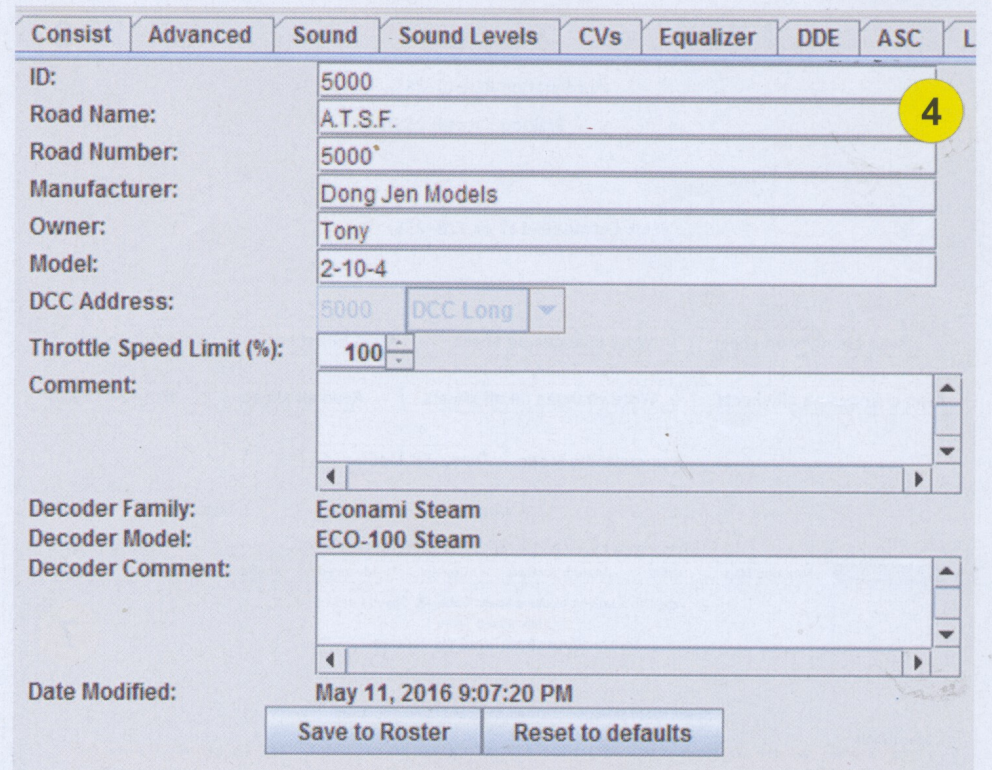 Consist Advanced Sound Sound Levels CVs Equalizer DDE ASC L
ID: 5000
4
Road Name: A.T.S.F.
Road Number: 5000
Manufacturer: Dong Jen Models
Owner: Tony
Model: 2-10-4
DCC Address: 5000 DCC Long
Throttle Speed Limit (%): 100
Comment:
Decoder Family: Econami Steam
Decoder Model: ECO-100 Steam
Decoder Comment:
Date Modified: May 11, 2016 9:07:20 PM
Save to Roster Reset to defaults